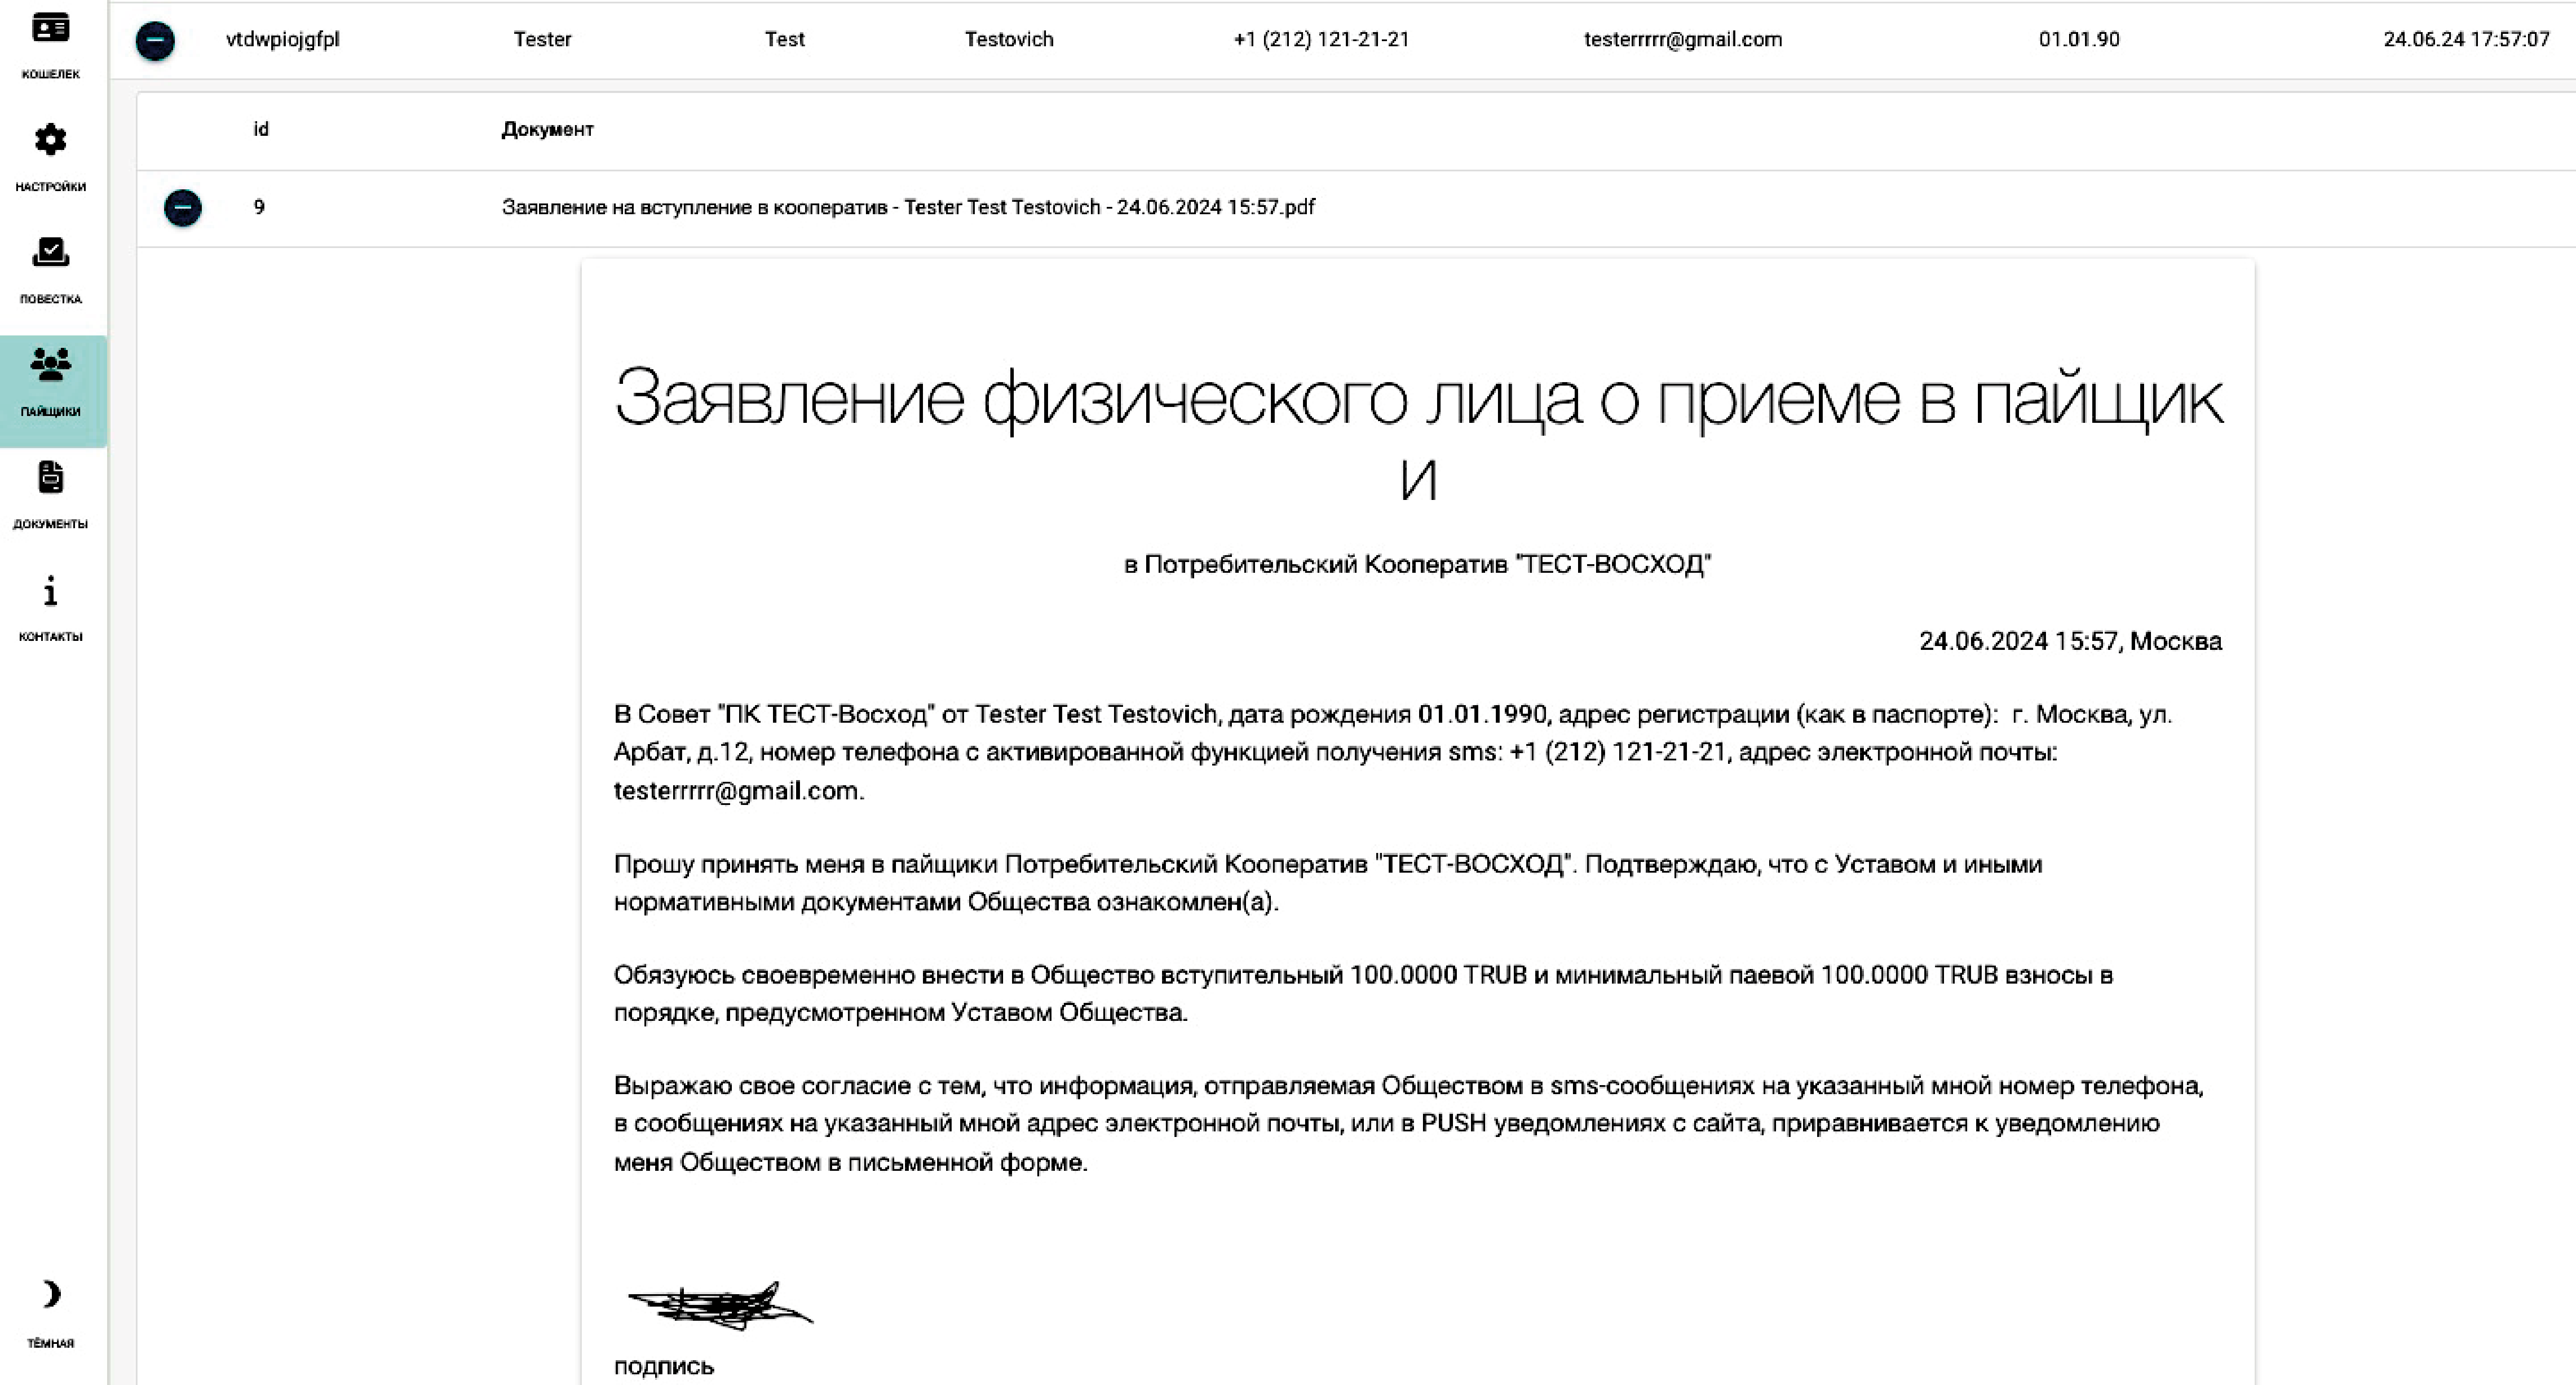 КОШЕЛЕК
НАСТРОЙКИ
ПОВЕСТКА
ПАЙЩИКИ
ДОКУМЕНТЫ
КОНТАКТЫ
ТЁМНАЯ
vtdwpiojgfpl Tester Test Testovich +1 (212) 121-21-21 testerrrrr@gmail.com 01.01.90 24.06.24 17:57:07
id Документ
9 Заявление на вступление в кооператив - Tester Test Testovich - 24.06.2024 15:57.pdf
Заявление физического лица о приеме в пайщик
и
в Потребительский Кооператив "ТЕСТ-ВОСХОД"
24.06.2024 15:57, Москва
В Совет "ПК ТЕСТ-Восход" от Tester Test Testovich, дата рождения 01.01.1990, адрес регистрации (как в паспорте): г. Москва, ул.
Арбат, д.12, номер телефона с активированной функцией получения sms: +1 (212) 121-21-21, адрес электронной почты:
testerrrrr@gmail.com.
Прошу принять меня в пайщики Потребительский Кооператив "ТЕСТ-ВОСХОД". Подтверждаю, что с Уставом и иными
нормативными документами Общества ознакомлен(а).
Обязуюсь своевременно внести в Общество вступительный 100.0000 TRUB и минимальный паевой 100.0000 TRUB взносы в
порядке, предусмотренном Уставом Общества.
Выражаю свое согласие с тем, что информация, отправляемая Обществом в sms-сообщениях на указанный мной номер телефона,
в сообщениях на указанный мной адрес электронной почты, или в PUSH уведомлениях с сайта, приравнивается к уведомлению
меня Обществом в письменной форме.
подпись